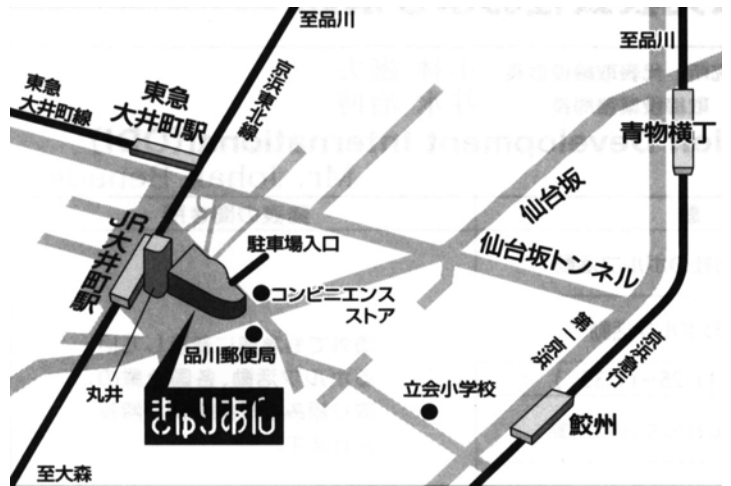 至品川
至品川
東急
大井町線
東急
大井町駅
京浜東北線
青物横丁
仙台坂
仙台坂トンネル
JR大井町駅
駐車場入口
コンビニエンス
ストア
品川郵便局
第一京浜
京浜急行
丸井
きゅりあん
立会小学校
鮫州
至大森